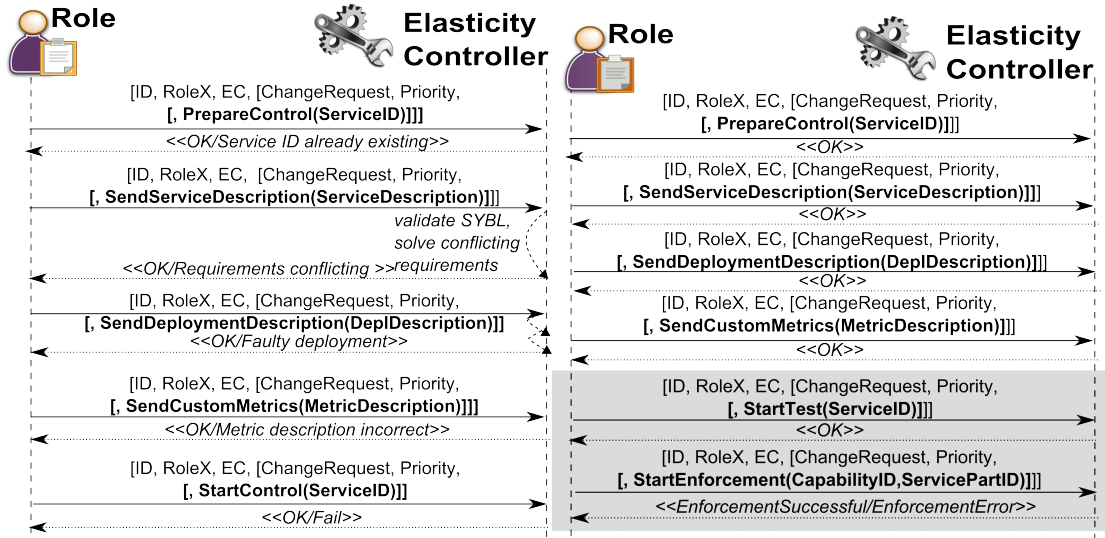 Role
Elasticity
Controller
[ID, RoleX, EC, [ChangeRequest, Priority,
[, PrepareControl(ServiceID)]]]
<<OK/Service ID already existing>>
[ID, RoleX, EC,  [ChangeRequest, Priority,
[, SendServiceDescription(ServiceDescription)]]]
validate SYBL,
solve conflicting
requirements
<<OK/Requirements conflicting >>
[ID, RoleX, EC, [ChangeRequest, Priority,
[, SendDeploymentDescription(DeplDescription)]]
<<OK/Faulty deployment>>
[ID, RoleX, EC, [ChangeRequest, Priority,
[, SendCustomMetrics(MetricDescription)]]]
<<OK/Metric description incorrect>>
[ID, RoleX, EC, [ChangeRequest, Priority,
[, StartControl(ServiceID)]]
<<OK/Fail>>
Role
Elasticity
Controller
[ID, RoleX, EC, [ChangeRequest, Priority,
[, PrepareControl(ServiceID)]]]
<<OK>>
[ID, RoleX, EC, [ChangeRequest, Priority,
[, SendServiceDescription(ServiceDescription)]]]
<<OK>>
[ID, RoleX, EC, [ChangeRequest, Priority,
[, SendDeploymentDescription(DeplDescription)]]]
<<OK>>
[ID, RoleX, EC, [ChangeRequest, Priority,
[, SendCustomMetrics(MetricDescription)]]]
<<OK>>
[ID, RoleX, EC, [ChangeRequest, Priority,
[, StartTest(ServiceID)]]]
<<OK>>
[ID, RoleX, EC, [ChangeRequest, Priority,
[, StartEnforcement(CapabilityID,ServicePartID)]]]
<<EnforcementSuccessful/EnforcementError>>